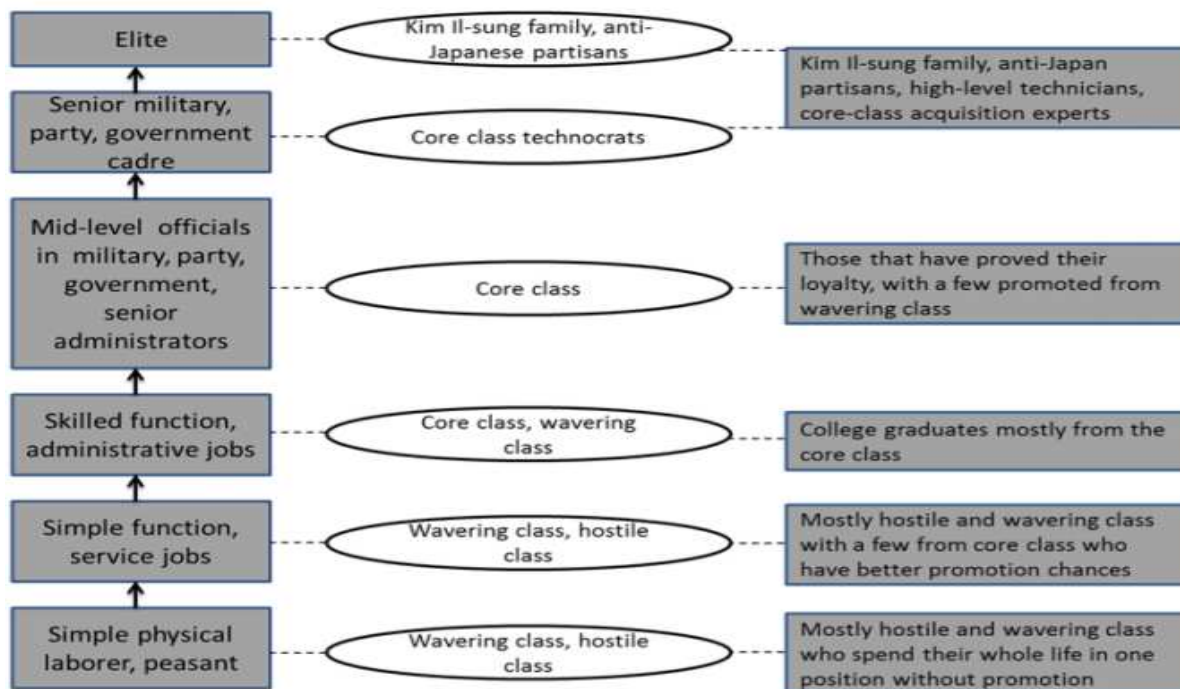 Elite
Kim Il-sung family, anti-
Japanese partisans
Kim Il-sung family, anti-Japan
partisans, high-level technicians,
core-class acquisition experts
Senior military,
party, government
cadre
Core class technocrats
Mid-level officials
in military, party,
government,
senior
administrators
Core class
Those that have proved their
loyalty, with a few promoted from
wavering class
Skilled function,
administrative jobs
Core class, wavering
class
College graduates mostly from the
core class
Simple function,
service jobs
Wavering class, hostile
class
Mostly hostile and wavering class
with a few from core class who
have better promotion chances
Simple physical
laborer, peasant
Wavering class, hostile
class
Mostly hostile and wavering class
who spend their whole life in one
position without promotion